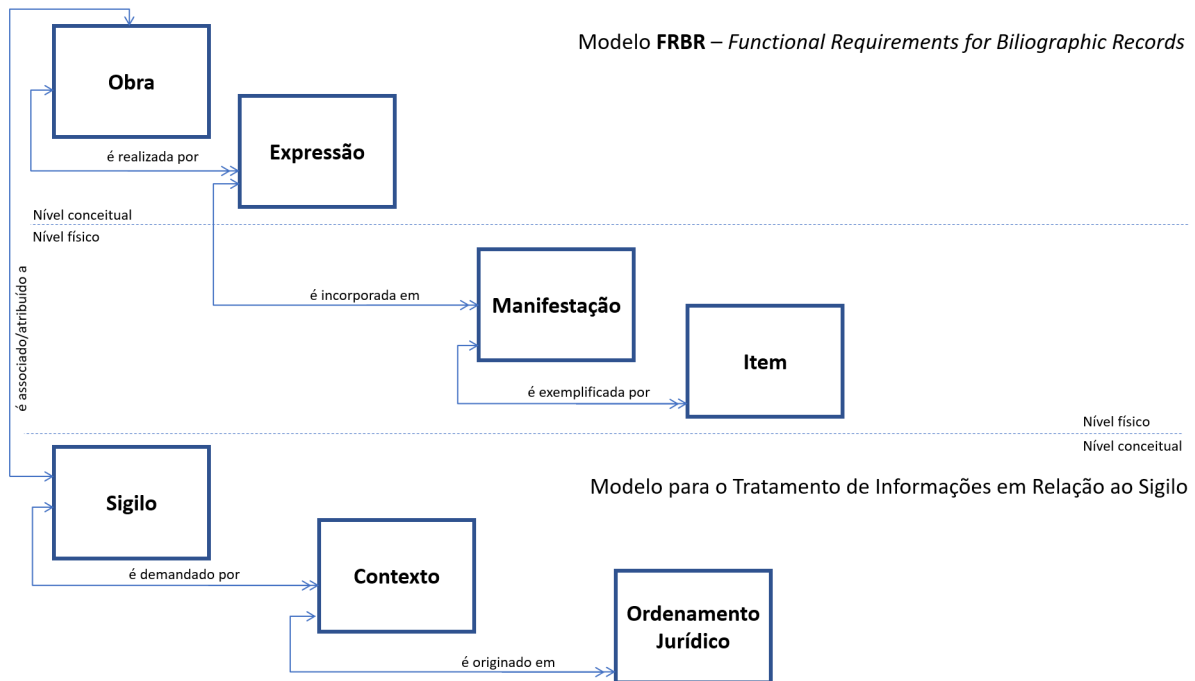 Modelo FRBR – Functional Requirements for Biliographic Records
Obra
Expressão
é realizada por
Nível conceitual
Nível físico
é associado/atribuído a
é incorporada em
Manifestação
Item
é exemplificada por
Nível físico
Nível conceitual
Modelo para o Tratamento de Informações em Relação ao Sigilo
Sigilo
é demandado por
Contexto
Ordenamento
Jurídico
é originado em